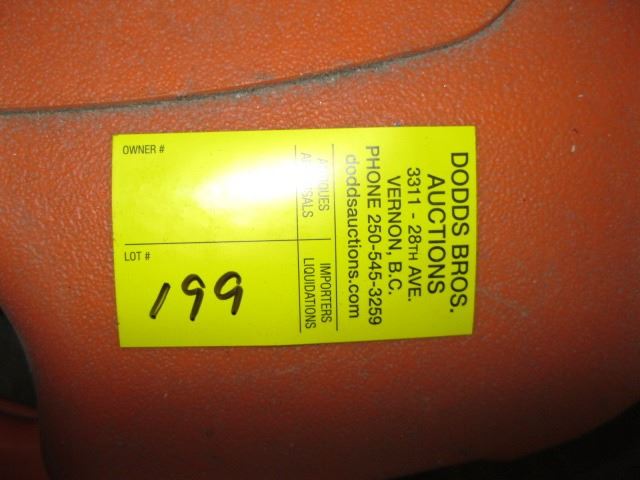 OWNER #
LOT #
199
DODDS BROS.
AUCTIONS
3311 - 28TH AVE.
VERNON, B.C.
PHONE 250-545-3259
doddsauctions.com
IMPORTERS
LIQUIDATIONS